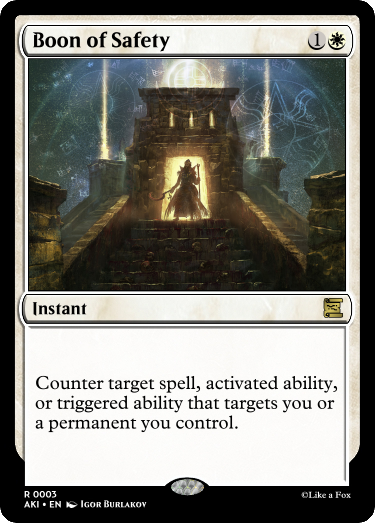 Boon of Safety
1
Instant
Counter target spell, activated ability,
or triggered ability that targets you or
a permanent you control.
R 0003
AKI • EN Igor Burlakov
©Like a Fox